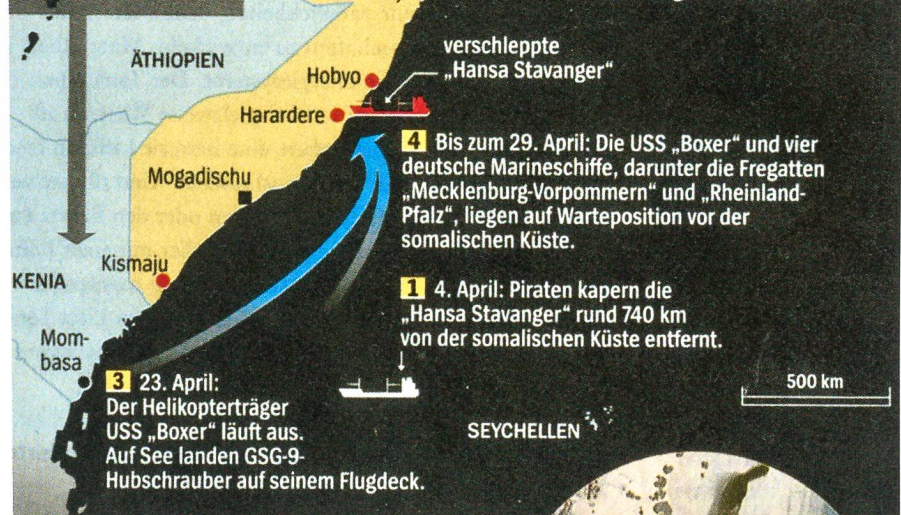 ÄTHIOPIEN
Hobyo
Harardere
Mogadischu
Kismaju
KENIA
Mom-
basa
verschleppte
„Hansa Stavanger“
4 Bis zum 29. April: Die USS „Boxer“ und vier
deutsche Marineschiffe, darunter die Fregatten
„Mecklenburg-Vorpommern“ und „Rheinland-
Pfalz“, liegen auf Warteposition vor der
somalischen Küste.
1 4. April: Piraten kapern die
„Hansa Stavanger“ rund 740 km
von der somalischen Küste entfernt.
3 23. April:
Der Helikopterträger
USS „Boxer“ läuft aus.
Auf See landen GSG-9-
Hubschrauber auf seinem Flugdeck.
500 km
SEYCHELLEN